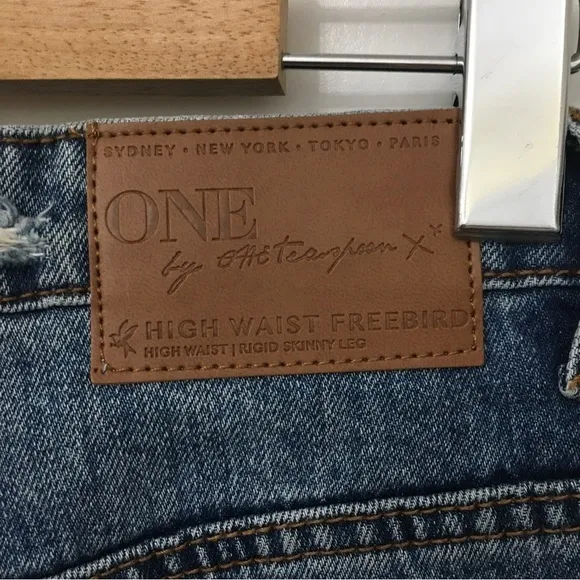 SYDNEY • NEW YORK • TOKYO • PARIS
ONE
by OneTeaspoon X
HIGH WAIST FREEBIRD
HIGH WAIST | RIGID SKINNY LEG